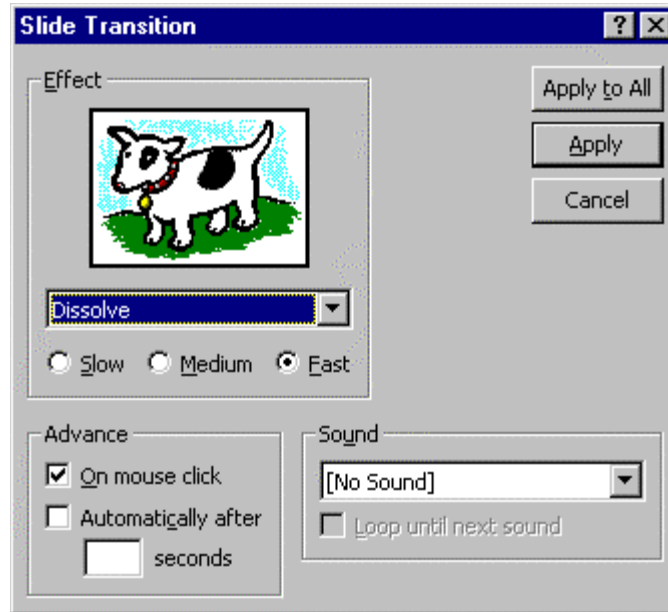 Slide Transition
Effect
Apply to All
Apply
Cancel
Dissolve
Slow Medium Fast
Advance
On mouse click
Automatically after
seconds
Sound
[No Sound]
Loop until next sound